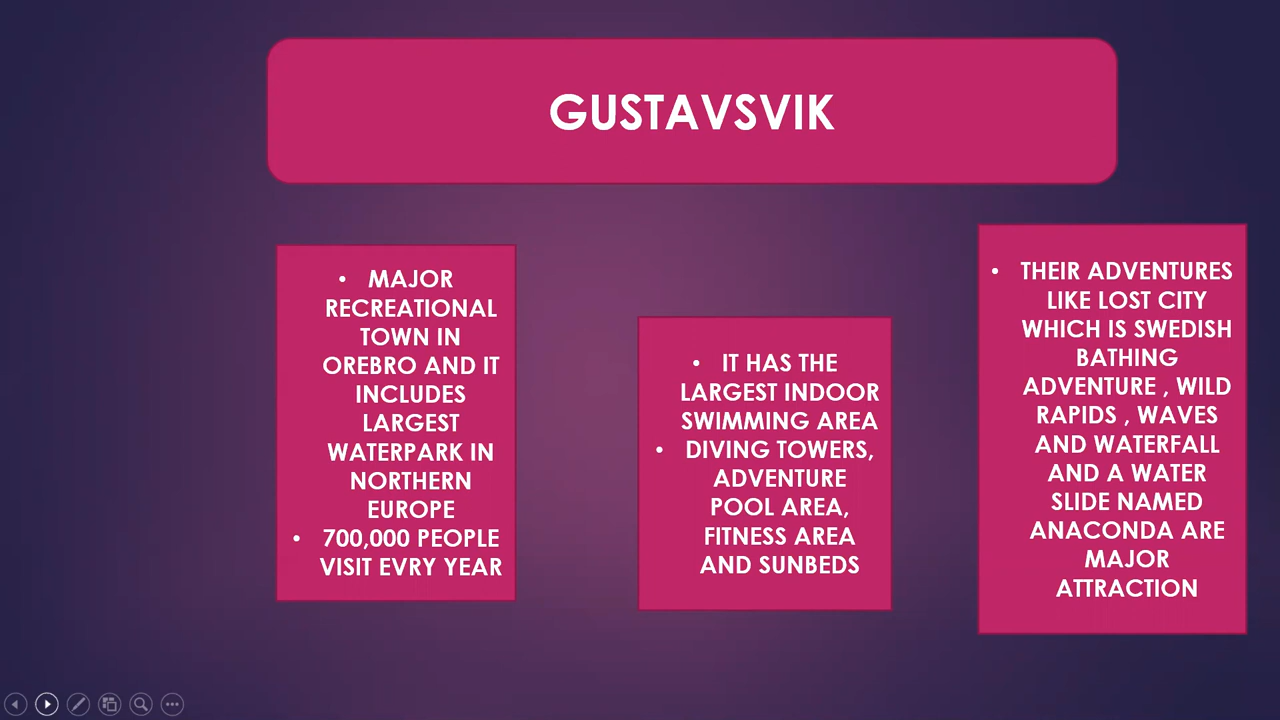 GUSTAVSVIK
• MAJOR
RECREATIONAL
TOWN IN
OREBRO AND IT
INCLUDES
LARGEST
WATERPARK IN
NORTHERN
EUROPE
• 700,000 PEOPLE
VISIT EVRY YEAR
• IT HAS THE
LARGEST INDOOR
SWIMMING AREA
• DIVING TOWERS,
ADVENTURE
POOL AREA,
FITNESS AREA
AND SUNBEDS
• THEIR ADVENTURES
LIKE LOST CITY
WHICH IS SWEDISH
BATHING
ADVENTURE , WILD
RAPIDS , WAVES
AND WATERFALL
AND A WATER
SLIDE NAMED
ANACONDA ARE
MAJOR
ATTRACTION